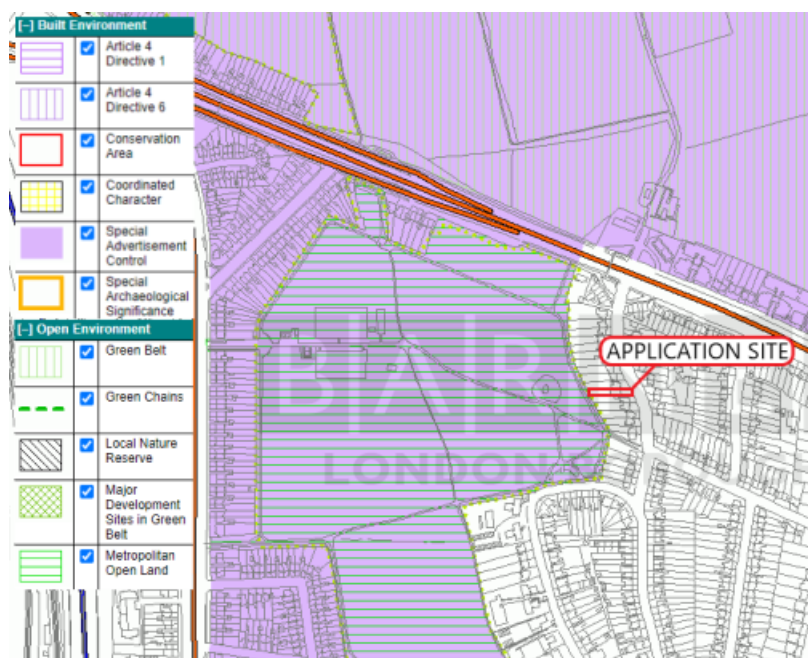 [–] Built Environment
Article 4
Directive 1
Article 4
Directive 6
Conservation
Area
Coordinated
Character
Special
Advertisement
Control
Special
Archaeological
Significance
[–] Open Environment
Green Belt
Green Chains
Local Nature
Reserve
Major
Development
Sites in Green
Belt
Metropolitan
Open Land
APPLICATION SITE
LONDON